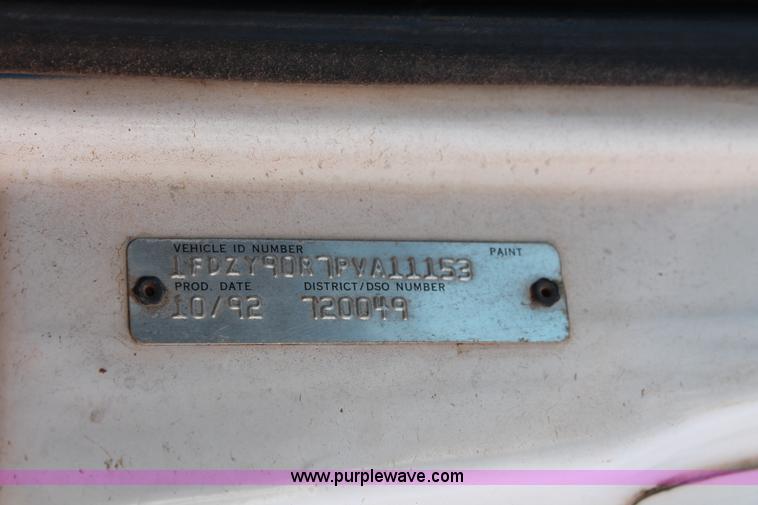 VEHICLE ID NUMBER PAINT
1FDZY90R7PVA11153
PROD. DATE DISTRICT/DSO NUMBER
10/92 720049
www.purplewave.com